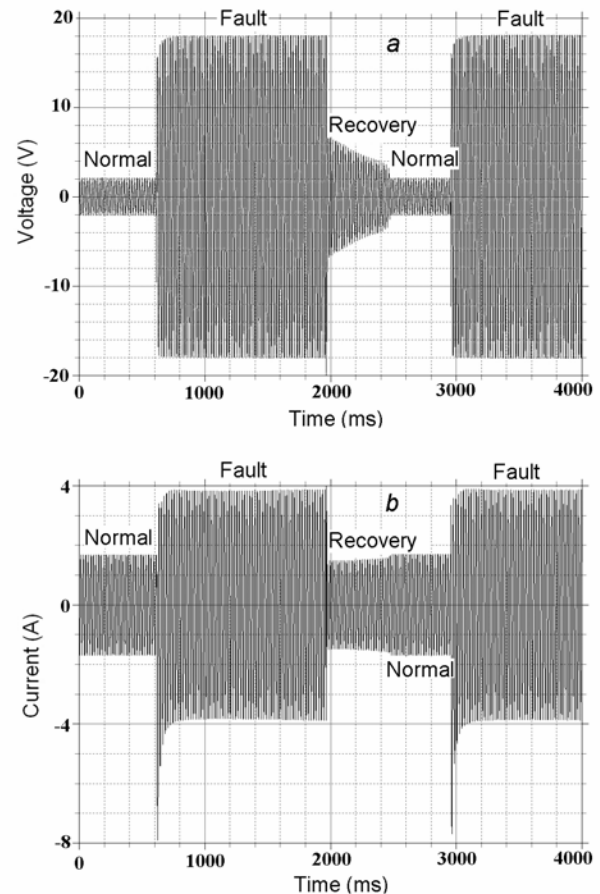 Fault
Fault
a
Recovery
Normal
Normal
Voltage (V)
20
10
0
-10
-20
0
1000
2000
3000
4000
Time (ms)
Fault
Fault
b
Normal
Recovery
Normal
Current (A)
4
0
-4
-8
0
1000
2000
3000
4000
Time (ms)